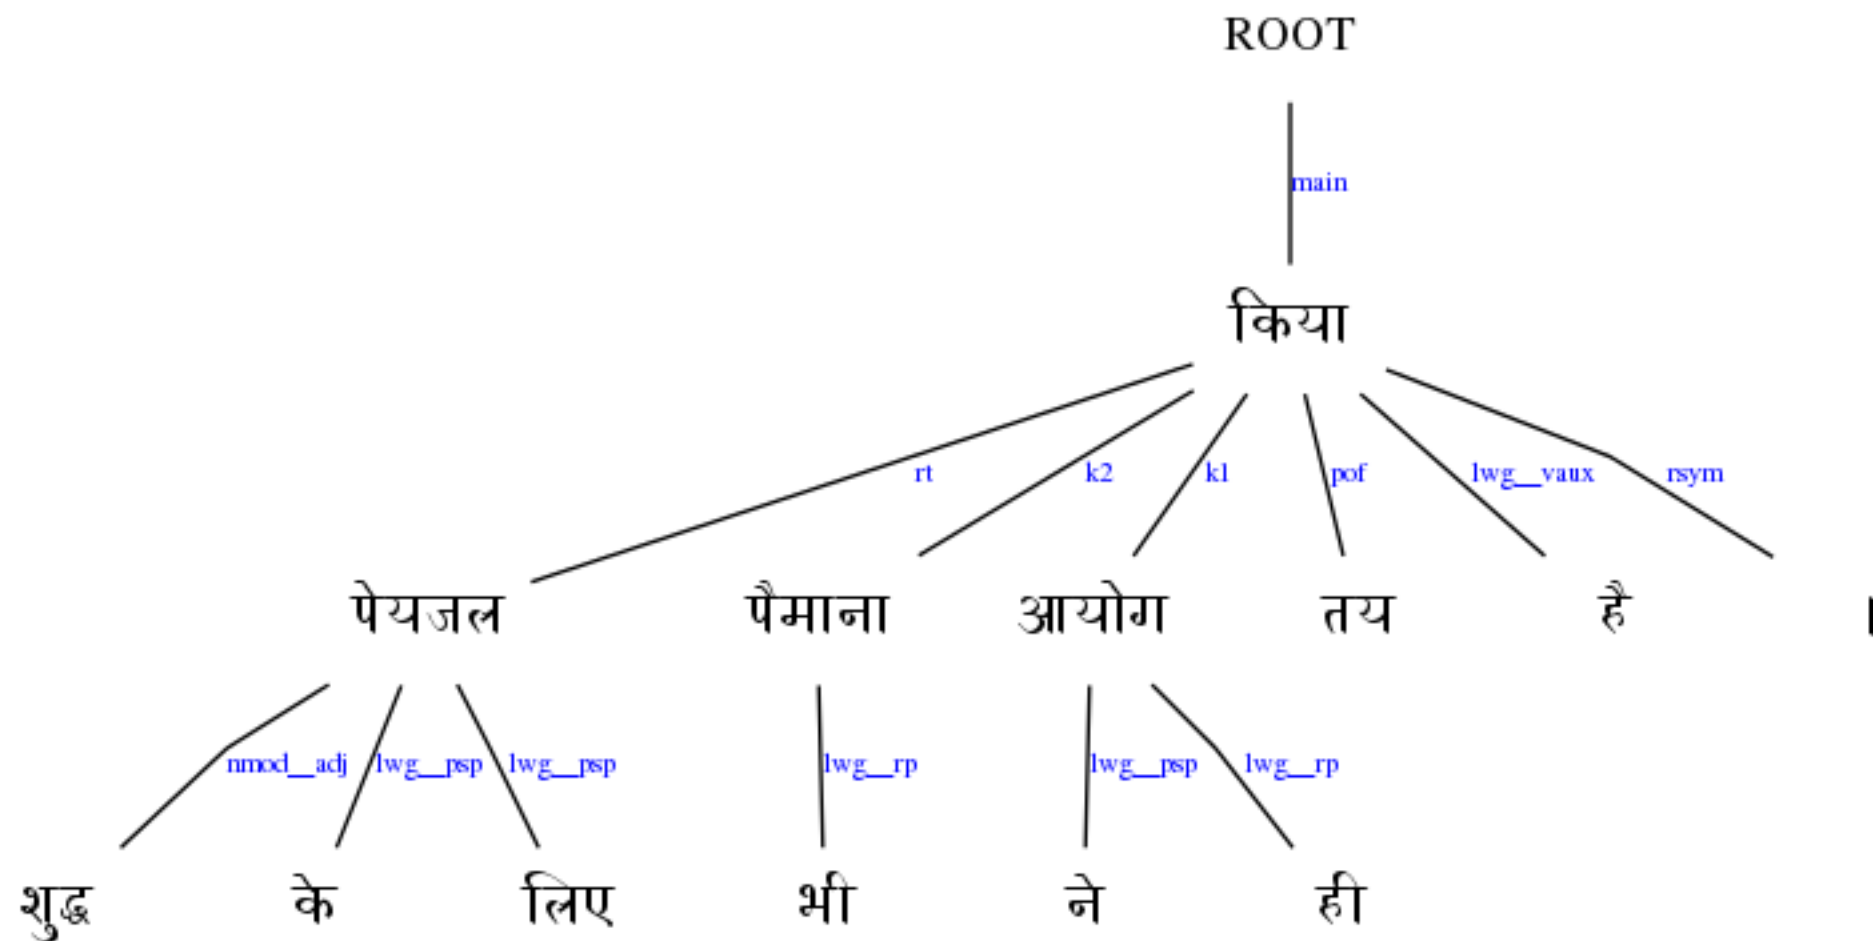 ROOT
main
किया
rt k2 k1 pof lwg__vaux rsym
पेयजल पैमाना आयोग तय है ।
nmod__adj lwg__psp lwg__psp lwg__rp lwg__psp lwg__rp
शुद्ध के लिए भी ने ही